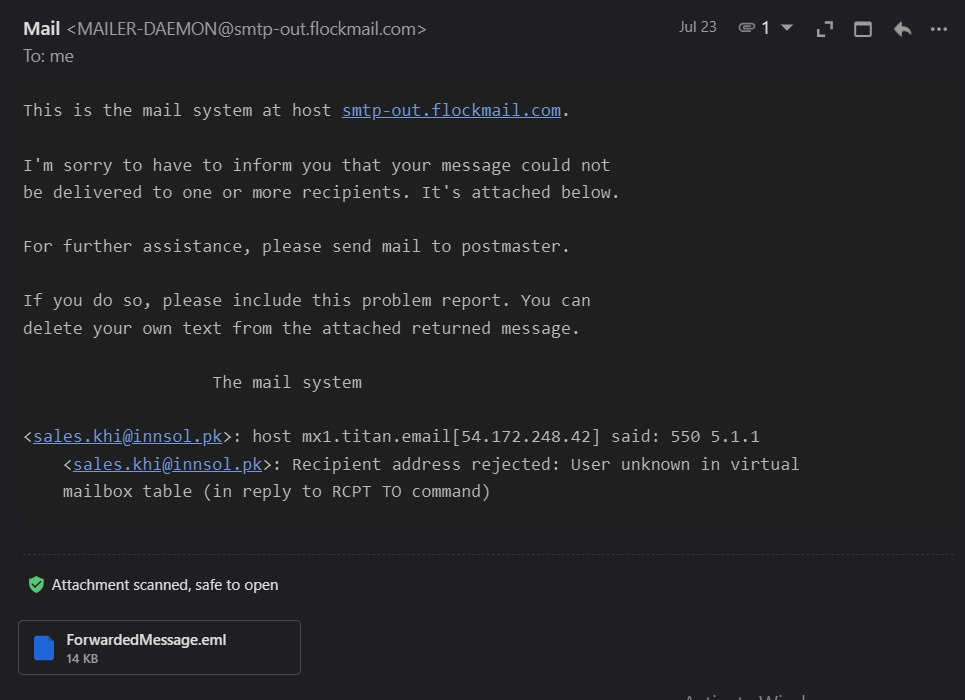 Mail <MAILER-DAEMON@smtp-out.flockmail.com>
Jul 23
1
To: me
This is the mail system at host smtp-out.flockmail.com.
I'm sorry to have to inform you that your message could not
be delivered to one or more recipients. It's attached below.
For further assistance, please send mail to postmaster.
If you do so, please include this problem report. You can
delete your own text from the attached returned message.
The mail system
<sales.khi@innsol.pk>: host mx1.titan.email[54.172.248.42] said: 550 5.1.1
<sales.khi@innsol.pk>: Recipient address rejected: User unknown in virtual
mailbox table (in reply to RCPT TO command)
Attachment scanned, safe to open
ForwardedMessage.eml
14 KB